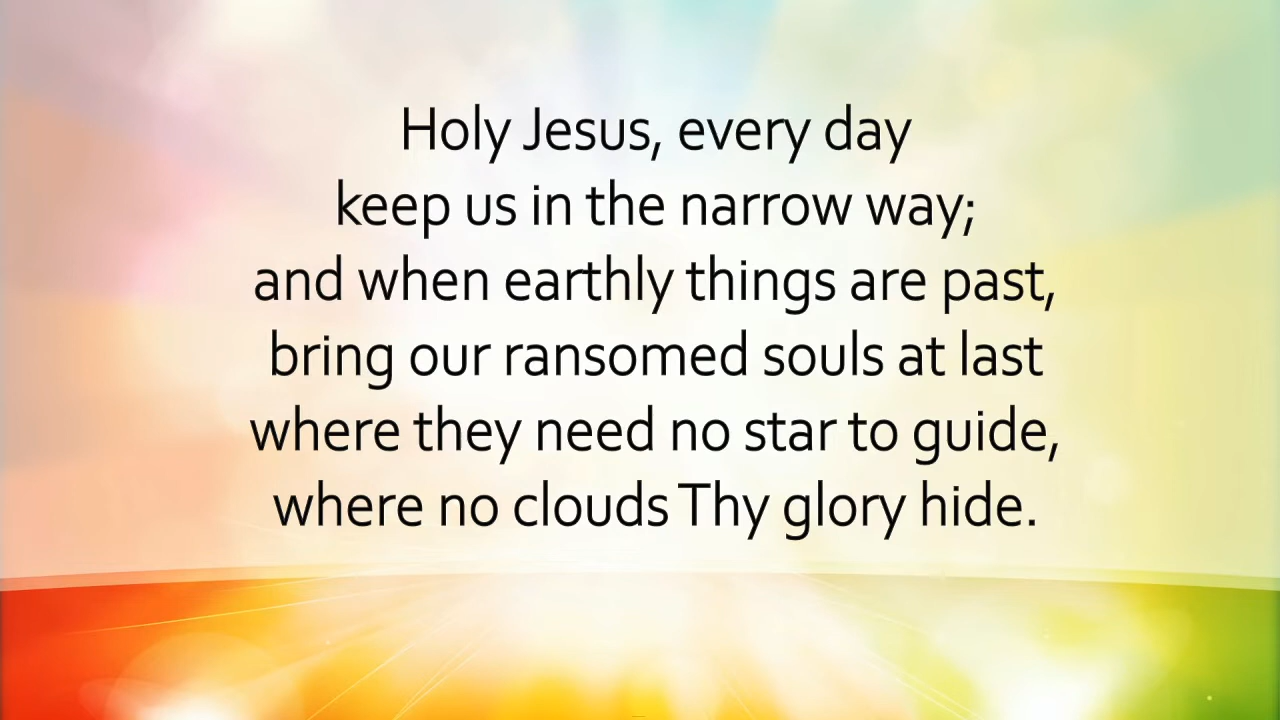 Holy Jesus, every day
keep us in the narrow way;
and when earthly things are past,
bring our ransomed souls at last
where they need no star to guide,
where no clouds Thy glory hide.